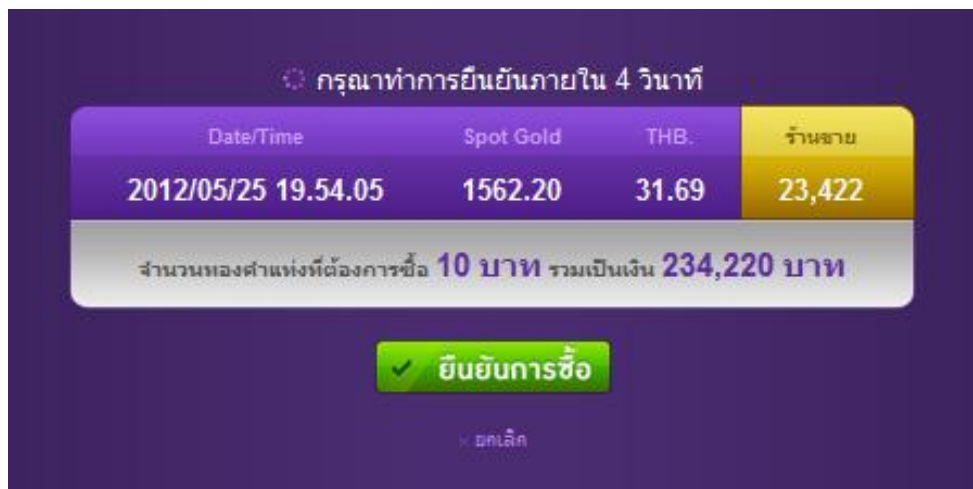 กรุณาทำการยืนยันภายใน 4 วินาที
Date/Time Spot Gold THB. ร้านขาย
2012/05/25 19.54.05 1562.20 31.69 23,422
จำนวนทองคำแท่งที่ต้องการซื้อ 10 บาท รวมเป็นเงิน 234,220 บาท
ยืนยันการซื้อ
× ยกเลิก